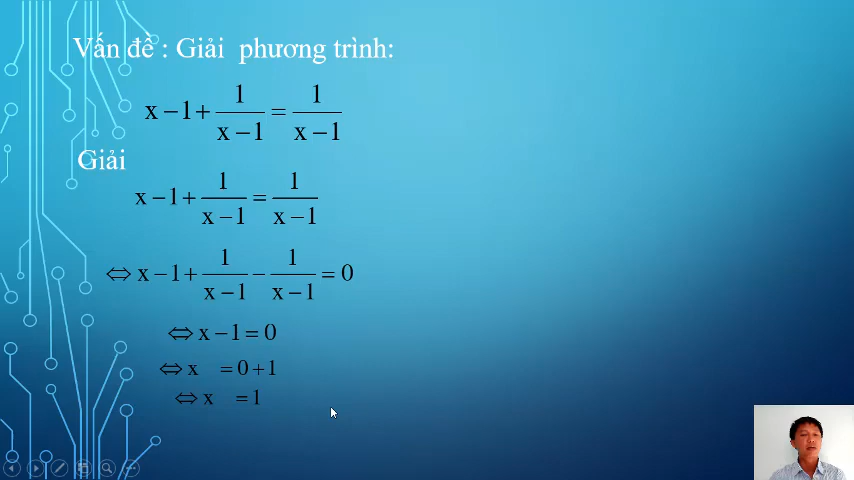 Vấn đề : Giải phương trình:
x − 1 + 1/(x − 1) = 1/(x − 1)
Giải
x − 1 + 1/(x − 1) = 1/(x − 1)
⇔ x − 1 + 1/(x − 1) − 1/(x − 1) = 0
⇔ x − 1 = 0
⇔ x = 0 + 1
⇔ x = 1